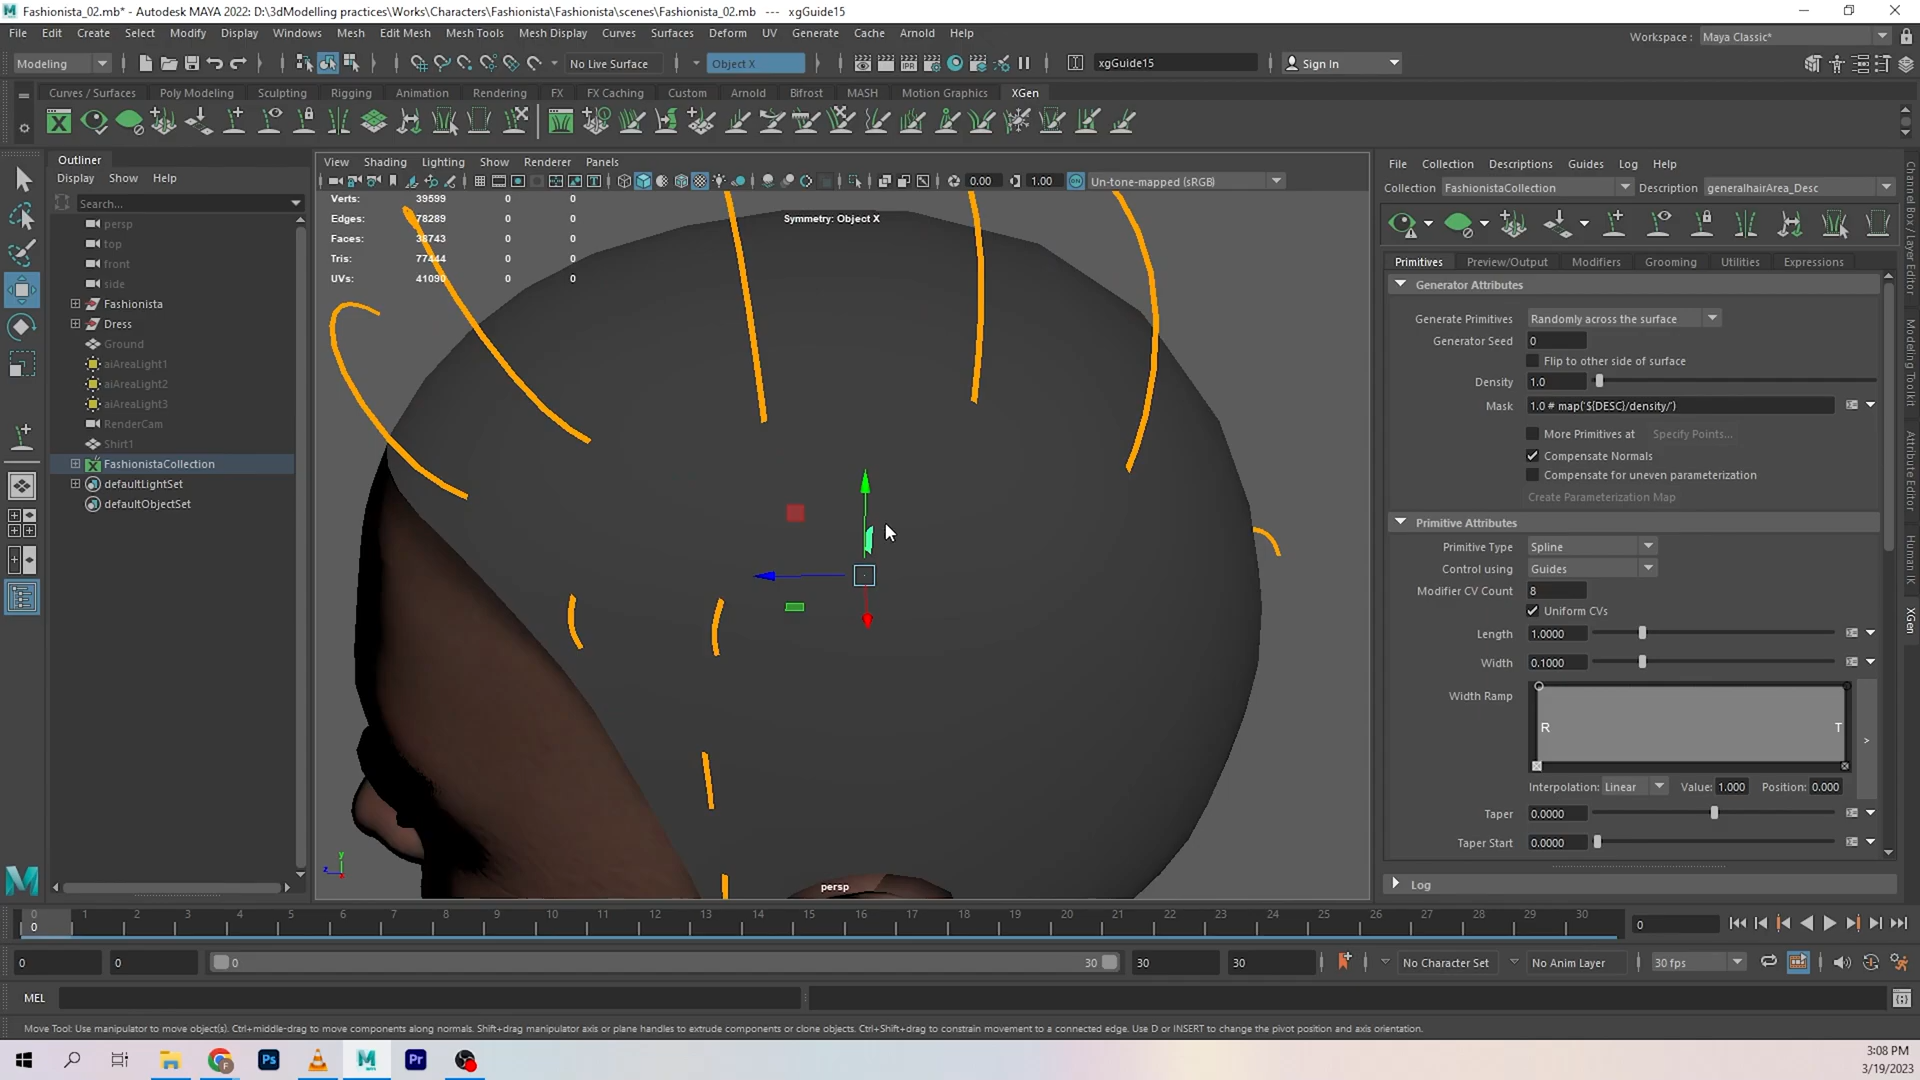 Fashionista_02.mb* - Autodesk MAYA 2022: D:\3dModelling practices\Works\Characters\Fashionista\Fashionista\scenes\Fashionista_02.mb --- xgGuide15
File Edit Create Select Modify Display Windows Mesh Edit Mesh Mesh Tools Mesh Display Curves Surfaces Deform UV Generate Cache Arnold Help
Workspace : Maya Classic*
Modeling No Live Surface Object X xgGuide15 Sign In
Curves / Surfaces Poly Modeling Sculpting Rigging Animation Rendering FX FX Caching Custom Arnold Bifrost MASH Motion Graphics XGen
Outliner
Display Show Help
Search...
persp
top
front
side
Fashionista
Dress
Ground
aiAreaLight1
aiAreaLight2
aiAreaLight3
RenderCam
Shirt1
FashionistaCollection
defaultLightSet
defaultObjectSet
View Shading Lighting Show Renderer Panels
0.00 1.00 Un-tone-mapped (sRGB)
Verts: 39599 0 0
Edges: 78289 0 0
Faces: 38743 0 0
Tris: 77444 0 0
UVs: 41090 0 0
Symmetry: Object X
y
z
persp
File Collection Descriptions Guides Log Help
Collection FashionistaCollection Description generalhairArea_Desc
Primitives Preview/Output Modifiers Grooming Utilities Expressions
Generator Attributes
Generate Primitives Randomly across the surface
Generator Seed 0
Flip to other side of surface
Density 1.0
Mask 1.0 # map('${DESC}/density/')
More Primitives at Specify Points...
Compensate Normals
Compensate for uneven parameterization
Create Parameterization Map
Primitive Attributes
Primitive Type Spline
Control using Guides
Modifier CV Count 8
Uniform CVs
Length 1.0000
Width 0.1000
Width Ramp R T >
Interpolation: Linear Value: 1.000 Position: 0.000
Taper 0.0000
Taper Start 0.0000
Log
Channel Box / Layer Editor
Modeling Toolkit
Attribute Editor
Human IK
XGen
0 1 2 3 4 5 6 7 8 9 10 11 12 13 14 15 16 17 18 19 20 21 22 23 24 25 26 27 28 29 30
0 0
0 0 0 30 30 30 No Character Set No Anim Layer 30 fps
MEL
Move Tool: Use manipulator to move object(s). Ctrl+middle-drag to move components along normals. Shift+drag manipulator axis or plane handles to extrude components or clone objects. Ctrl+Shift+drag to constrain movement to a connected edge. Use D or INSERT to change the pivot position and axis orientation.
Ps M Pr
3:08 PM
3/19/2023